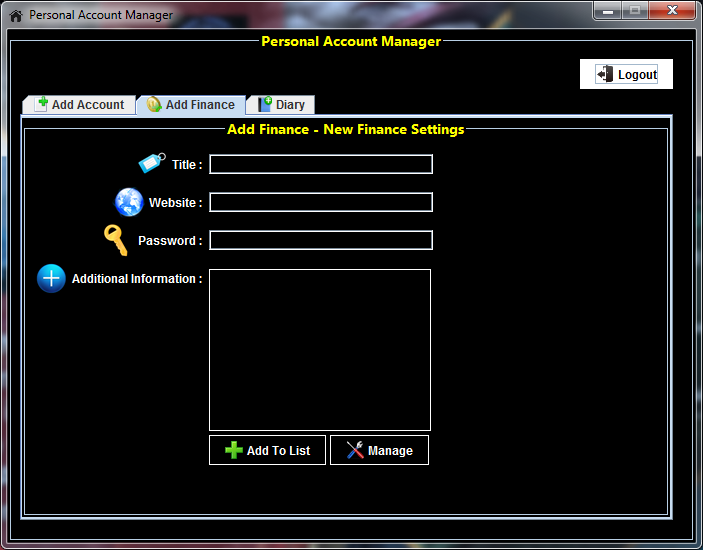 Personal Account Manager
Personal Account Manager
Logout
Add Account Add Finance Diary
Add Finance - New Finance Settings
Title :
Website :
Password :
Additional Information :
Add To List Manage